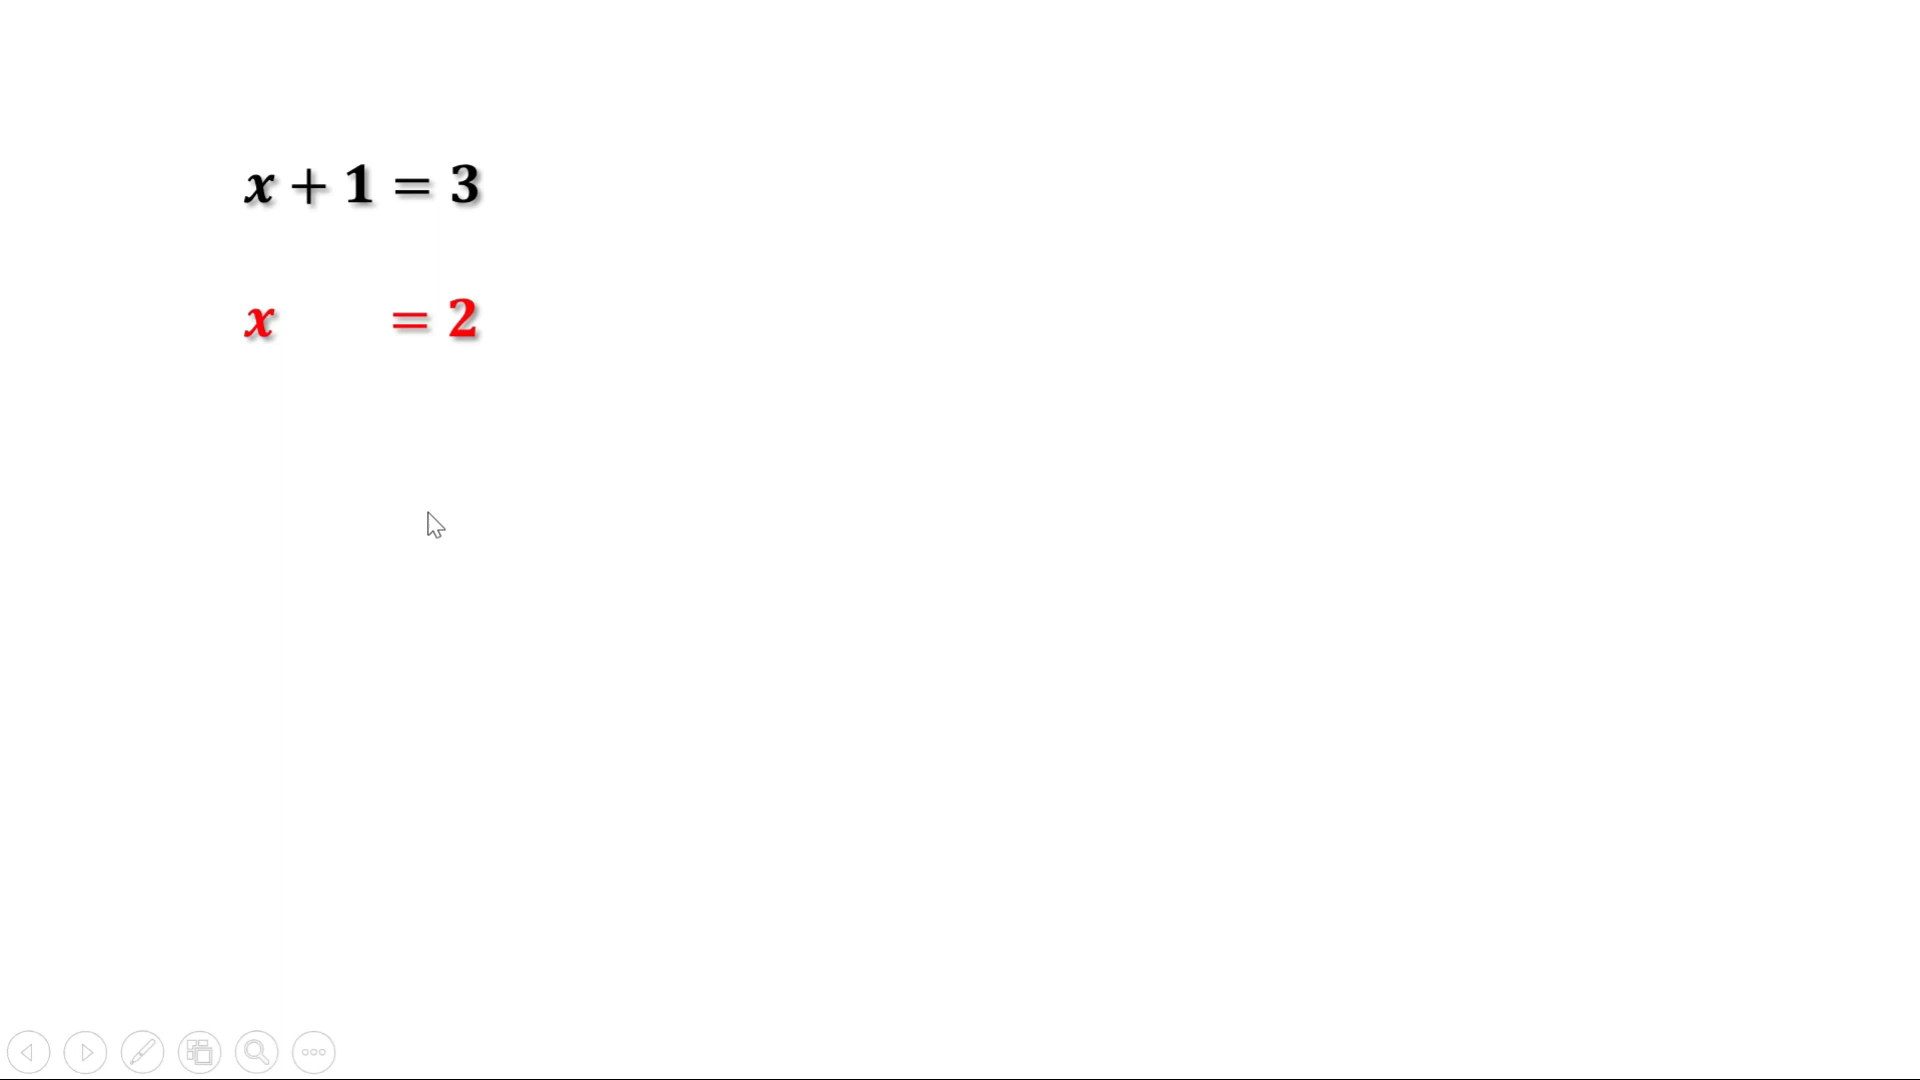 x + 1 = 3
x = 2